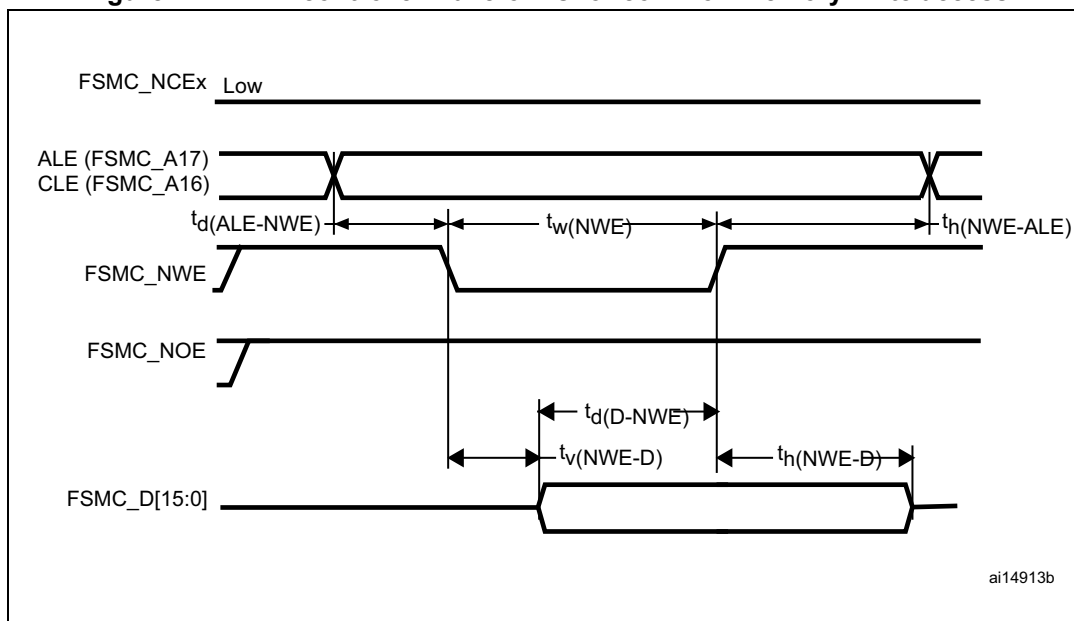 FSMC_NCEx Low
ALE (FSMC_A17)
CLE (FSMC_A16)
td(ALE-NWE) tw(NWE) th(NWE-ALE)
FSMC_NWE
FSMC_NOE
td(D-NWE)
tv(NWE-D) th(NWE-D)
FSMC_D[15:0]
ai14913b